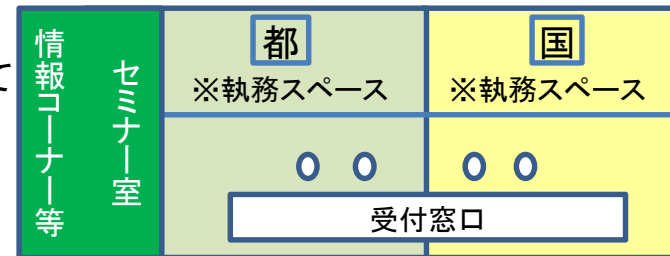 て
情報コーナー等
セミナー室
都
※執務スペース
国
※執務スペース
受付窓口